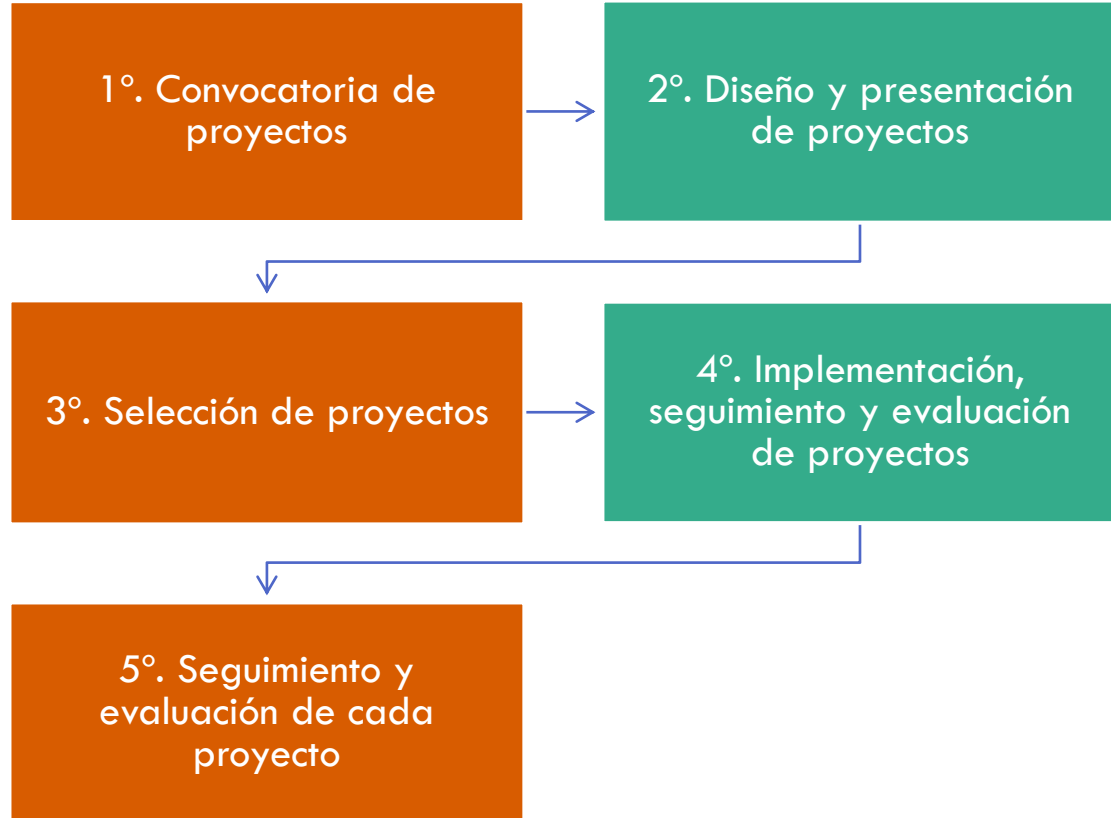 1º. Convocatoria de
proyectos
2º. Diseño y presentación
de proyectos
3º. Selección de proyectos
4º. Implementación,
seguimiento y evaluación
de proyectos
5º. Seguimiento y
evaluación de cada
proyecto